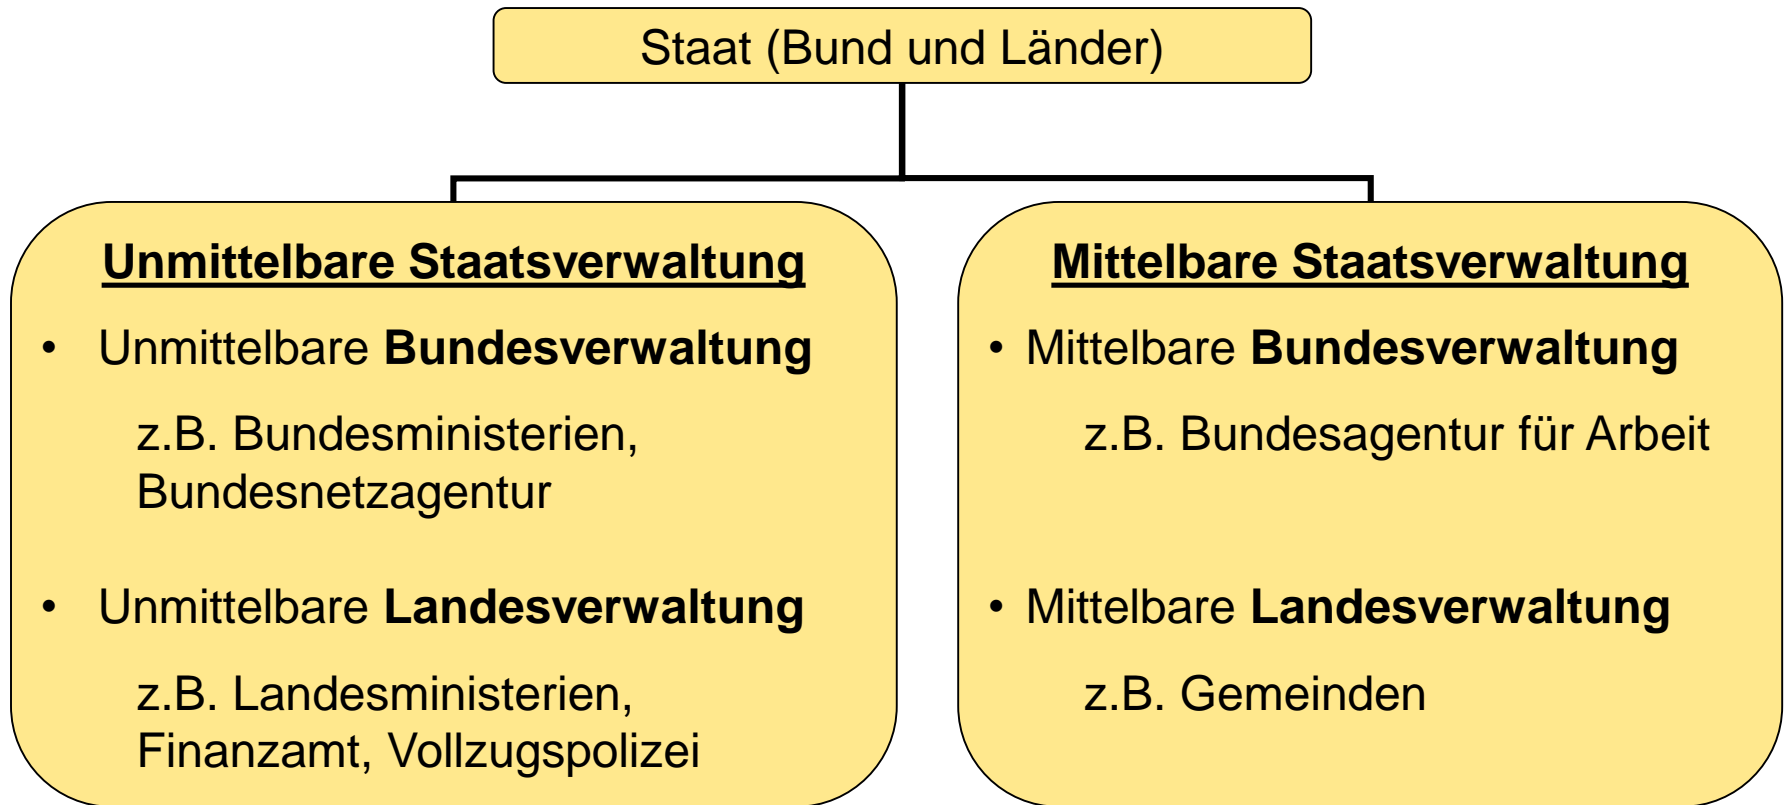 Staat (Bund und Länder)
Unmittelbare Staatsverwaltung
• Unmittelbare Bundesverwaltung
z.B. Bundesministerien,
Bundesnetzagentur
• Unmittelbare Landesverwaltung
z.B. Landesministerien,
Finanzamt, Vollzugspolizei
Mittelbare Staatsverwaltung
• Mittelbare Bundesverwaltung
z.B. Bundesagentur für Arbeit
• Mittelbare Landesverwaltung
z.B. Gemeinden